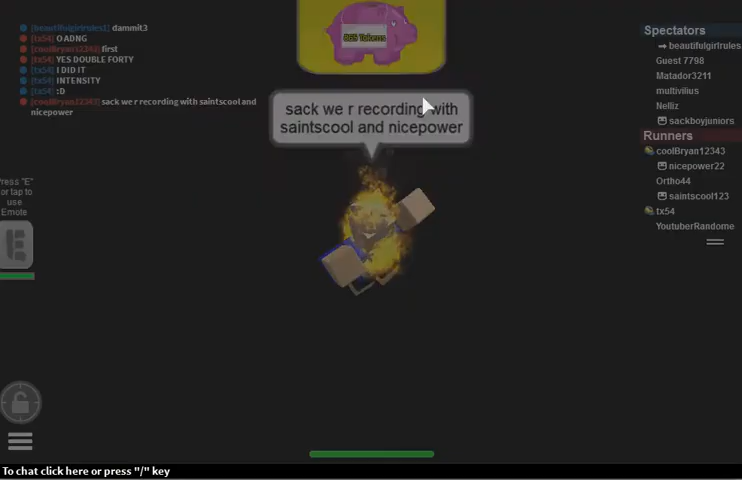 [beautifulgirlrules1] dammit3
[tx54] OADNG
[coolBryan12343] first
[tx54] YES DOUBLE FORTY
[tx54] I DID IT
[tx54] INTENSITY
[tx54] :D
[coolBryan12343] sack we r recording with saintscool and
nicepower
Tokens
sack we r recording with
saintscool and nicepower
Press "E"
or tap to
use
Emote
E
Spectators
beautifulgirlrules
Guest 7798
Matador3211
multivilius
Nelliz
sackboyjuniors
Runners
coolBryan12343
nicepower22
Ortho44
saintscool123
tx54
YoutuberRandome
To chat click here or press "/" key